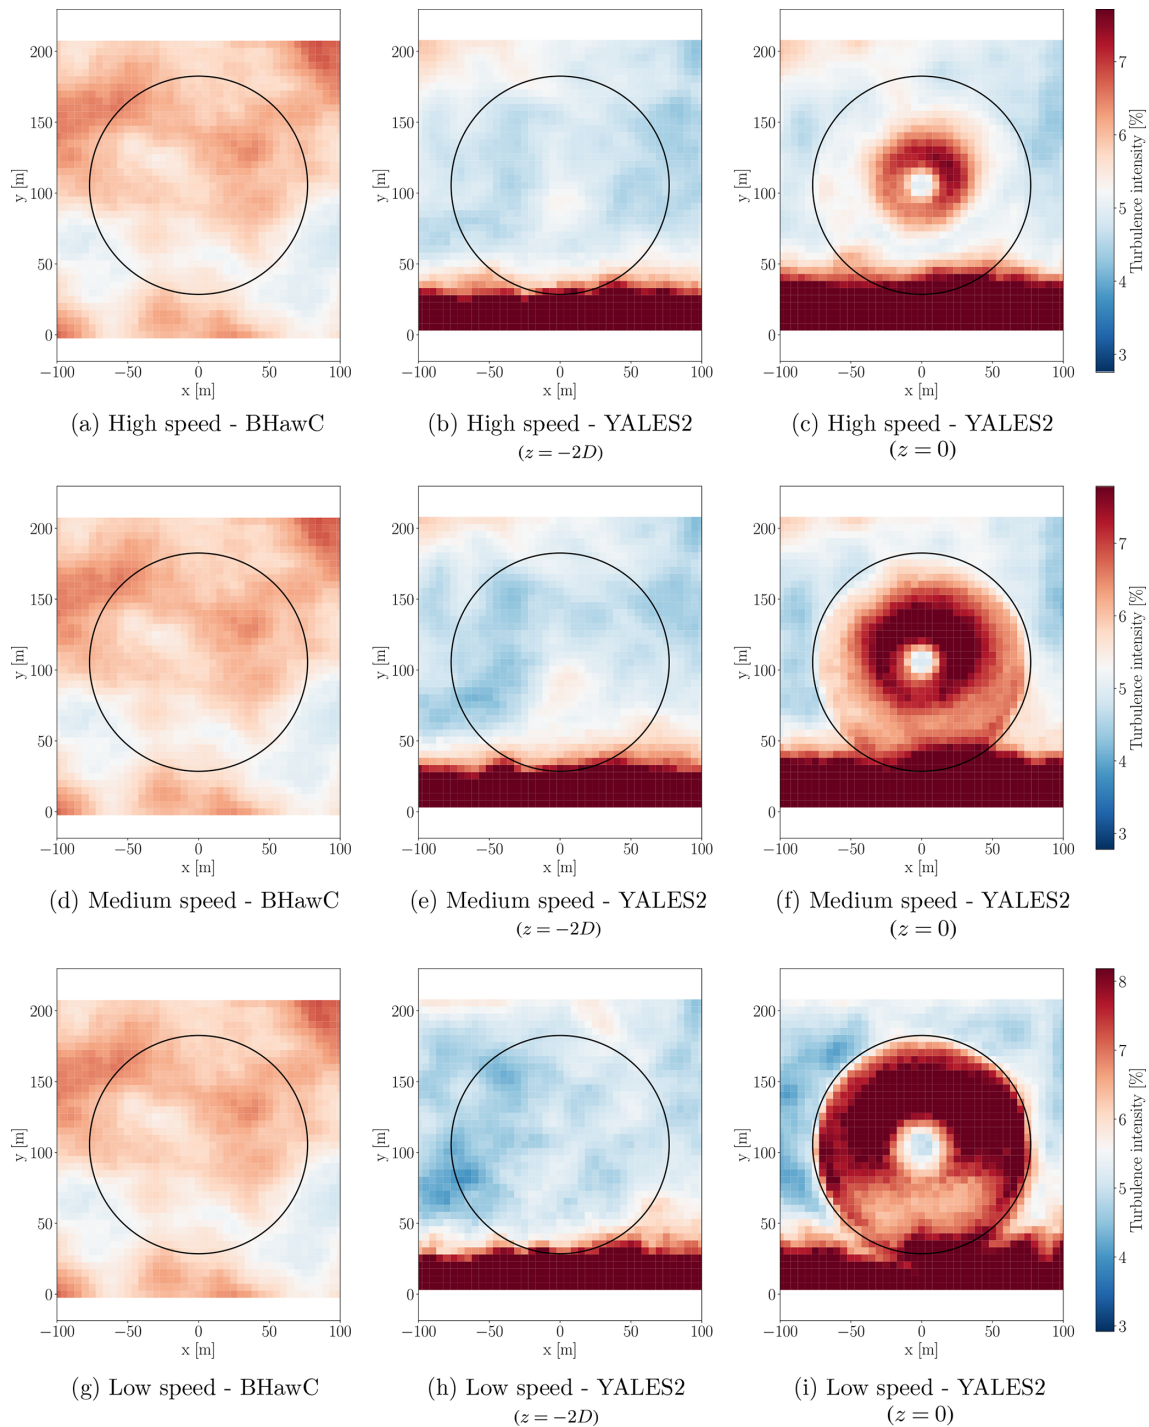 200
150
100
50
0
y [m]
−100 −50 0 50 100
x [m]
(a) High speed - BHawC
200
150
100
50
0
y [m]
−100 −50 0 50 100
x [m]
(b) High speed - YALES2
(z = −2D)
200
150
100
50
0
y [m]
−100 −50 0 50 100
x [m]
(c) High speed - YALES2
(z = 0)
7
6
5
4
3
Turbulence intensity [%]
200
150
100
50
0
y [m]
−100 −50 0 50 100
x [m]
(d) Medium speed - BHawC
200
150
100
50
0
y [m]
−100 −50 0 50 100
x [m]
(e) Medium speed - YALES2
(z = −2D)
200
150
100
50
0
y [m]
−100 −50 0 50 100
x [m]
(f) Medium speed - YALES2
(z = 0)
7
6
5
4
3
Turbulence intensity [%]
200
150
100
50
0
y [m]
−100 −50 0 50 100
x [m]
(g) Low speed - BHawC
200
150
100
50
0
y [m]
−100 −50 0 50 100
x [m]
(h) Low speed - YALES2
(z = −2D)
200
150
100
50
0
y [m]
−100 −50 0 50 100
x [m]
(i) Low speed - YALES2
(z = 0)
8
7
6
5
4
3
Turbulence intensity [%]